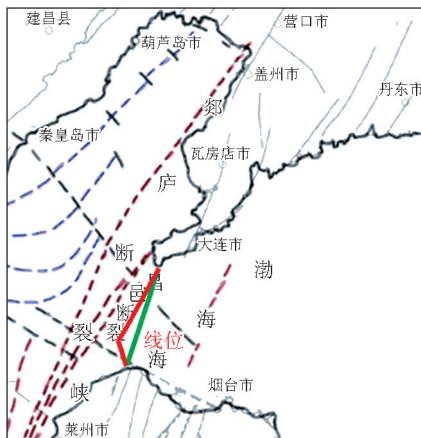 建昌县
营口市
葫芦岛市
盖州市
丹东市
郯
秦皇岛市
瓦房店市
庐
大连市
断
渤
昌
邑
断
海
裂
裂
线位
海
峡
烟台市
莱州市